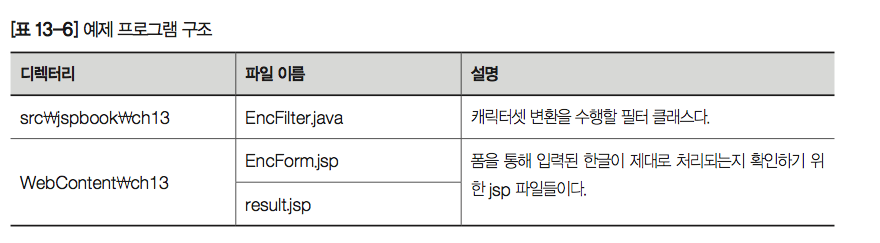 [표 13-6] 예제 프로그램 구조
디렉터리 파일 이름 설명
src₩jspbook₩ch13 EncFilter.java 캐릭터셋 변환을 수행할 필터 클래스다.
WebContent₩ch13 EncForm.jsp 폼을 통해 입력된 한글이 제대로 처리되는지 확인하기 위
한 jsp 파일들이다.
result.jsp